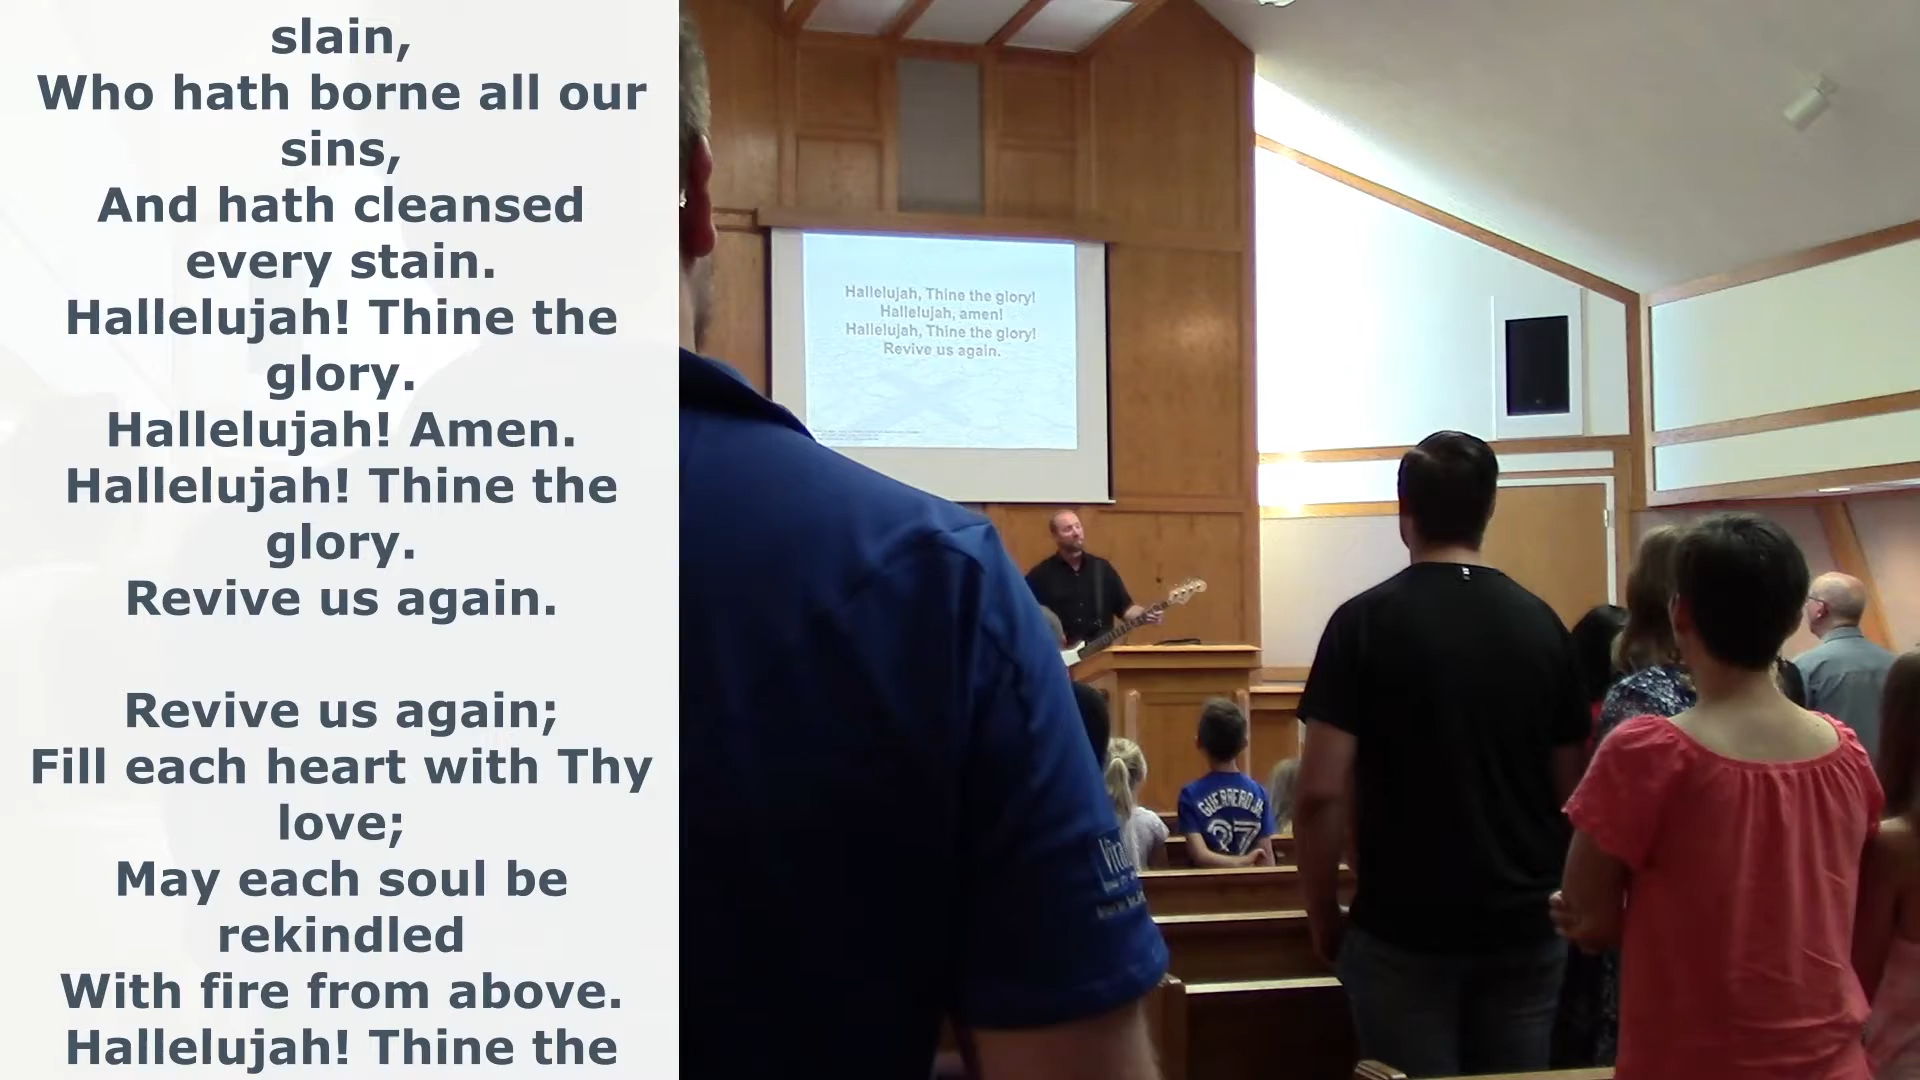 slain,
Who hath borne all our
sins,
And hath cleansed
every stain.
Hallelujah! Thine the
glory.
Hallelujah! Amen.
Hallelujah! Thine the
glory.
Revive us again.
Revive us again;
Fill each heart with Thy
love;
May each soul be
rekindled
With fire from above.
Hallelujah! Thine the
Hallelujah, Thine the glory!
Hallelujah, amen!
Hallelujah, Thine the glory!
Revive us again.
GUERRERO JR.
27